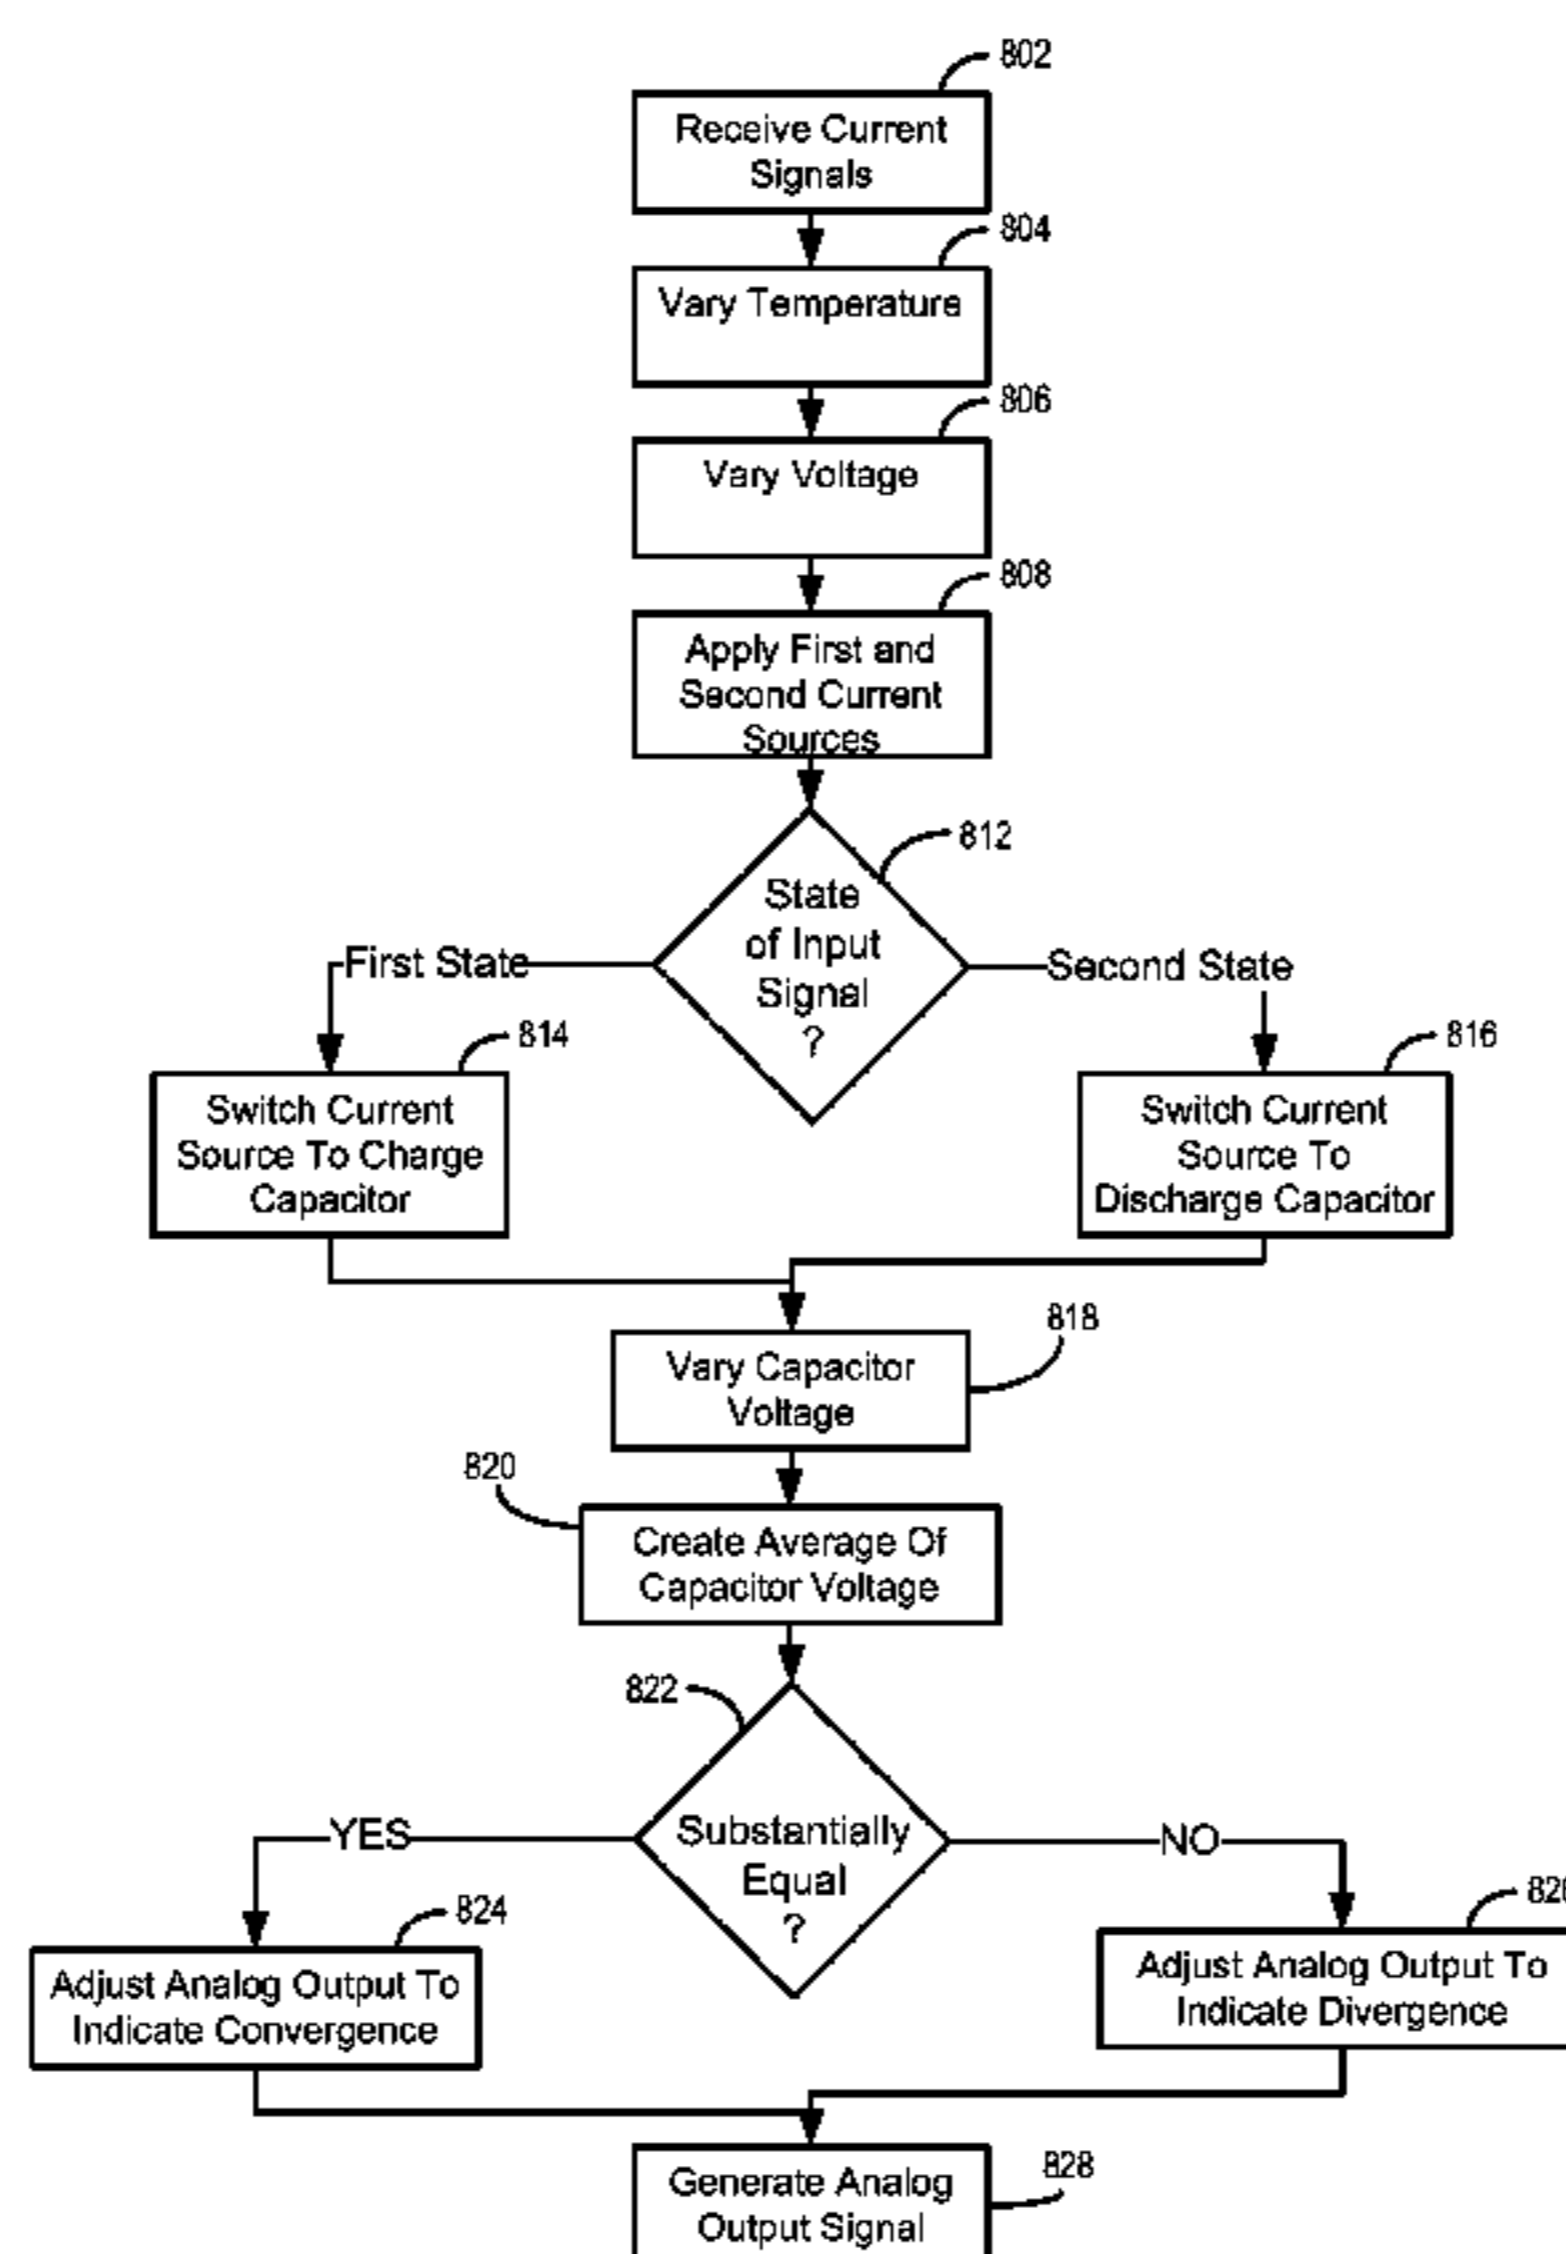 802
Receive Current
Signals
804
Vary Temperature
806
Vary Voltage
808
Apply First and
Second Current
Sources
812
State
of Input
Signal
?
First State
Second State
814
Switch Current
Source To Charge
Capacitor
816
Switch Current
Source To
Discharge Capacitor
818
Vary Capacitor
Voltage
820
Create Average Of
Capacitor Voltage
822
Substantially
Equal
?
YES
NO
824
Adjust Analog Output To
Indicate Convergence
Adjust Analog Output To
Indicate Divergence
828
Generate Analog
Output Signal